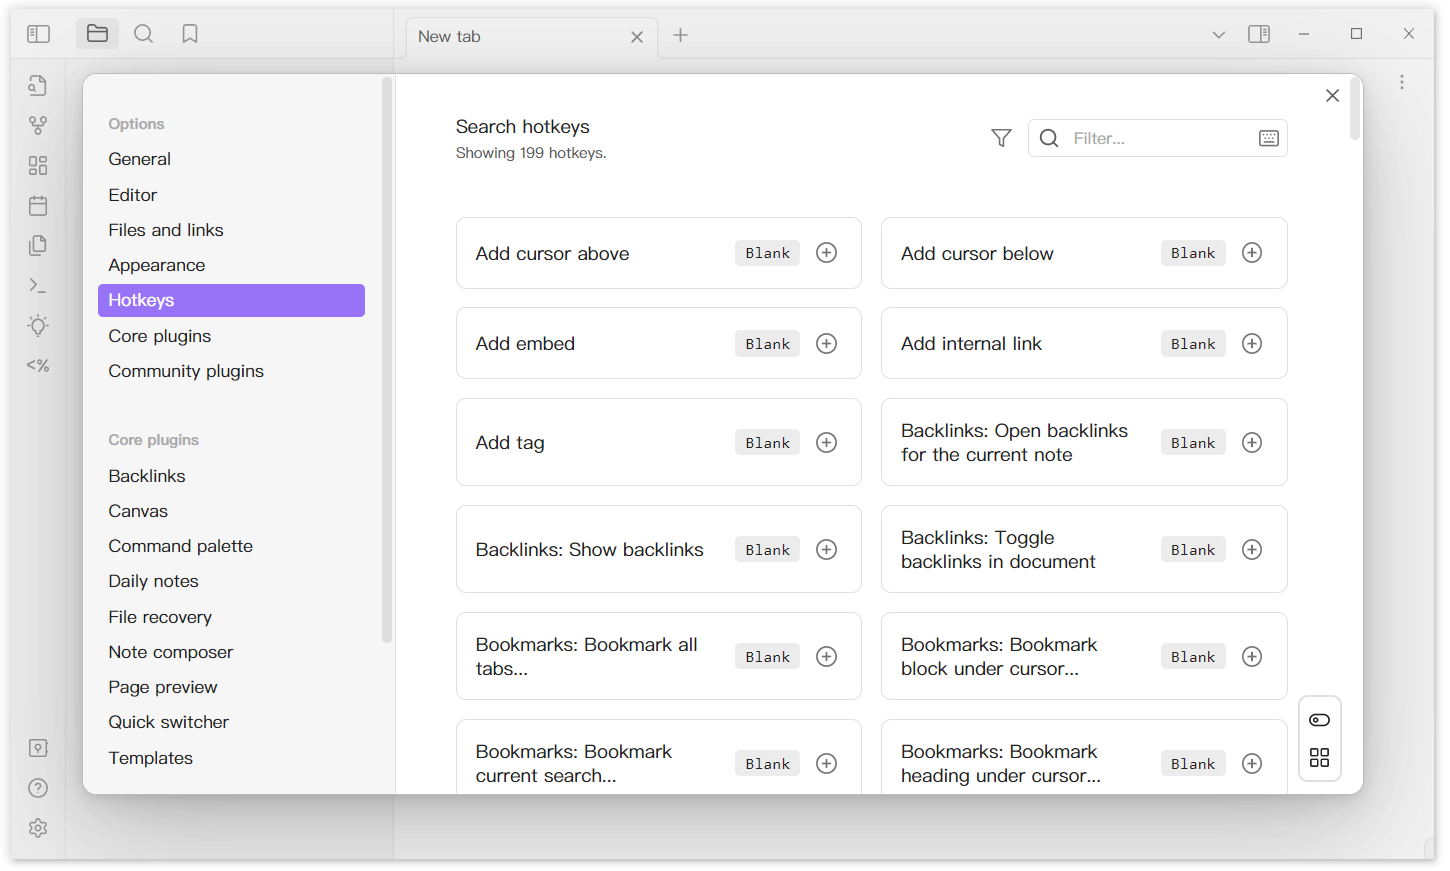 New tab
Options
General
Editor
Files and links
Appearance
Hotkeys
Core plugins
Community plugins
Core plugins
Backlinks
Canvas
Command palette
Daily notes
File recovery
Note composer
Page preview
Quick switcher
Templates
Search hotkeys
Showing 199 hotkeys.
Filter...
Add cursor above
Blank
Add cursor below
Blank
Add embed
Blank
Add internal link
Blank
Add tag
Blank
Backlinks: Open backlinks
for the current note
Blank
Backlinks: Show backlinks
Blank
Backlinks: Toggle
backlinks in document
Blank
Bookmarks: Bookmark all
tabs...
Blank
Bookmarks: Bookmark
block under cursor...
Blank
Bookmarks: Bookmark
current search...
Blank
Bookmarks: Bookmark
heading under cursor...
Blank